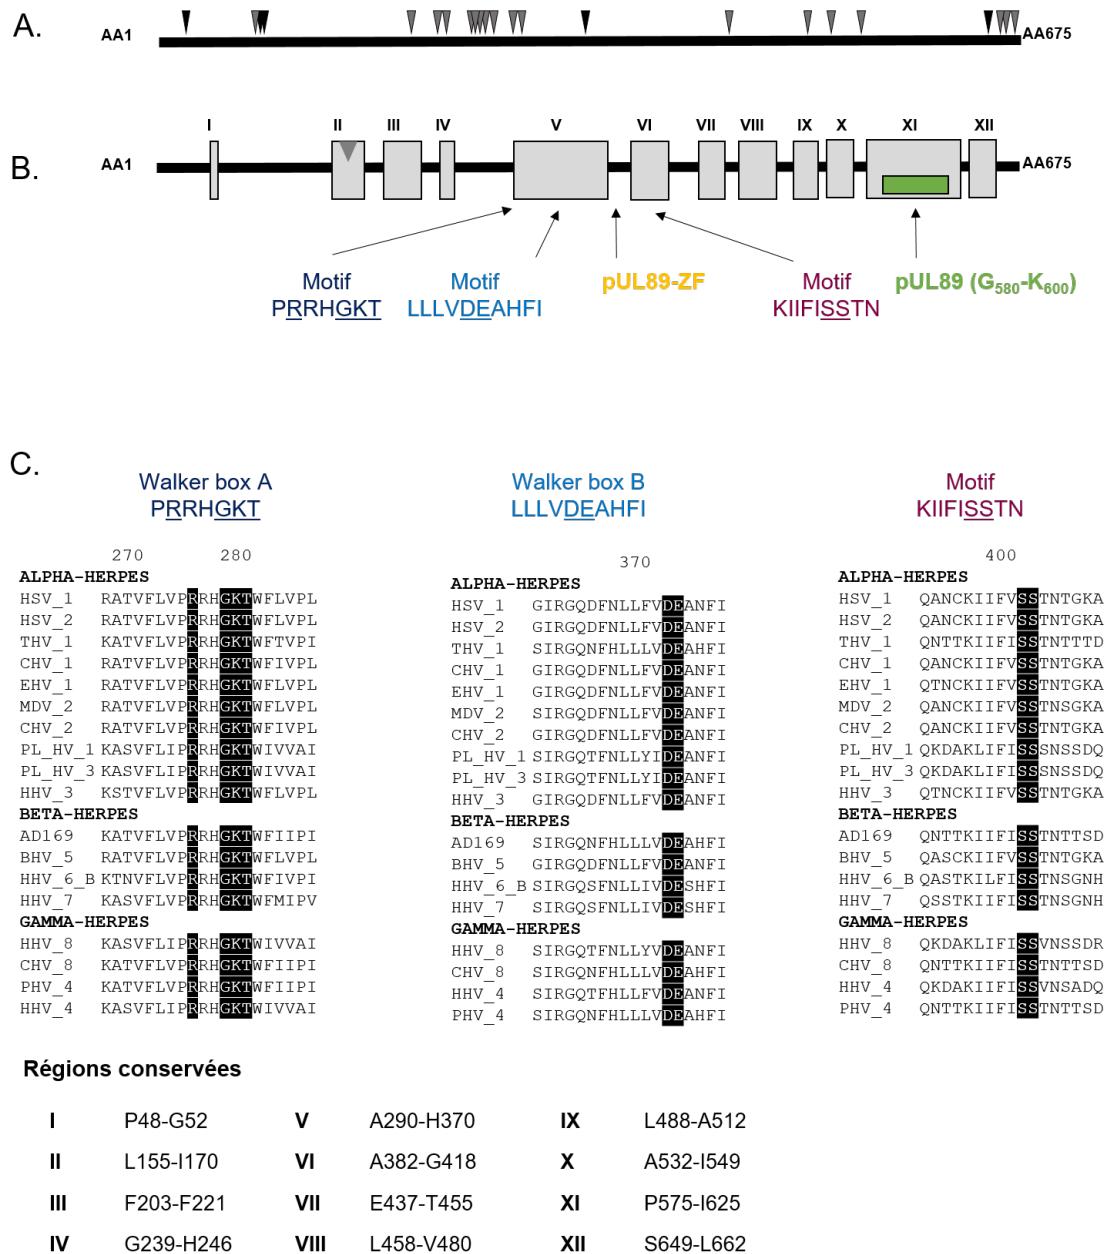 A.
AA1 AA675
B.
I II III IV V VI VII VIII IX X XI XII
AA1 AA675
Motif Motif pUL89-ZF Motif pUL89 (G580-K600)
PRRHGKT LLLVDEAHFI KIIFISSTN
C.
Walker box A Walker box B Motif
PRRHGKT LLLVDEAHFI KIIFISSTN
270 280
ALPHA-HERPES
HSV_1 RATVFLVPRRHGKTWFLVPL
HSV_2 RATVFLVPRRHGKTWFLVPL
THV_1 KATVFLVPRRHGKTWFTVPI
CHV_1 RATVFLVPRRHGKTWFIVPL
EHV_1 RATVFLVPRRHGKTWFLVPL
MDV_2 RATVFLVPRRHGKTWFLVPL
CHV_2 RATVFLVPRRHGKTWFIVPL
PL_HV_1 KASVFLIPRRHGKTWIVVAI
PL_HV_3 KASVFLIPRRHGKTWIVVAI
HHV_3 KSTVFLVPRRHGKTWFLVPL
BETA-HERPES
AD169 KATVFLVPRRHGKTWFIIPI
BHV_5 RATVFLVPRRHGKTWFLVPL
HHV_6_B KTNVFLVPRRHGKTWFIVPI
HHV_7 KASVFLVPRRHGKTWFMIPV
GAMMA-HERPES
HHV_8 KASVFLIPRRHGKTWIVVAI
CHV_8 KATVFLVPRRHGKTWFIIPI
PHV_4 KATVFLVPRRHGKTWFIIPI
HHV_4 KASVFLIPRRHGKTWIVVAI
370
ALPHA-HERPES
HSV_1 GIRGQDFNLLFVDEANFI
HSV_2 GIRGQDFNLLFVDEANFI
THV_1 SIRGQNFHLLLVDEAHFI
CHV_1 GIRGQDFNLLFVDEANFI
EHV_1 GIRGQDFNLLFVDEANFI
MDV_2 SIRGQDFNLLFVDEANFI
CHV_2 GIRGQDFNLLFVDEANFI
PL_HV_1 SIRGQTFNLLYIDEANFI
PL_HV_3 SIRGQTFNLLYIDEANFI
HHV_3 GIRGQDFNLLFVDEANFI
BETA-HERPES
AD169 SIRGQNFHLLLVDEAHFI
BHV_5 GIRGQDFNLLFVDEANFI
HHV_6_B SIRGQSFNLLIVDESHFI
HHV_7 SIRGQSFNLLIVDESHFI
GAMMA-HERPES
HHV_8 SIRGQTFNLLYVDEANFI
CHV_8 SIRGQNFHLLLVDEAHFI
HHV_4 SIRGQTFHLLFVDEANFI
PHV_4 SIRGQNFHLLLVDEAHFI
400
ALPHA-HERPES
HSV_1 QANCKIIFVSSTNTGKA
HSV_2 QANCKIIFVSSTNTGKA
THV_1 QNTTKIIFISSTNTTTD
CHV_1 QANCKIIFVSSTNTGKA
EHV_1 QTNCKIIFVSSTNTGKA
MDV_2 QANCKIIFVSSTNSGKA
CHV_2 QANCKIIFVSSTNTGKA
PL_HV_1 QKDAKLIFISSSNSSDQ
PL_HV_3 QKDAKLIFISSSNSSDQ
HHV_3 QTNCKIIFVSSTNTGKA
BETA-HERPES
AD169 QNTTKIIFISSTNTTSD
BHV_5 QASCKIIFVSSTNTGKA
HHV_6_B QASTKILFISSTNSGNH
HHV_7 QSSTKIIFISSTNSGNH
GAMMA-HERPES
HHV_8 QKDAKLIFISSVNSSDR
CHV_8 QNTTKIIFISSTNTTSD
HHV_4 QKDAKIIFISSVNSADQ
PHV_4 QNTTKIIFISSTNTTSD
Régions conservées
I P48-G52 V A290-H370 IX L488-A512
II L155-I170 VI A382-G418 X A532-I549
III F203-F221 VII E437-T455 XI P575-I625
IV G239-H246 VIII L458-V480 XII S649-L662